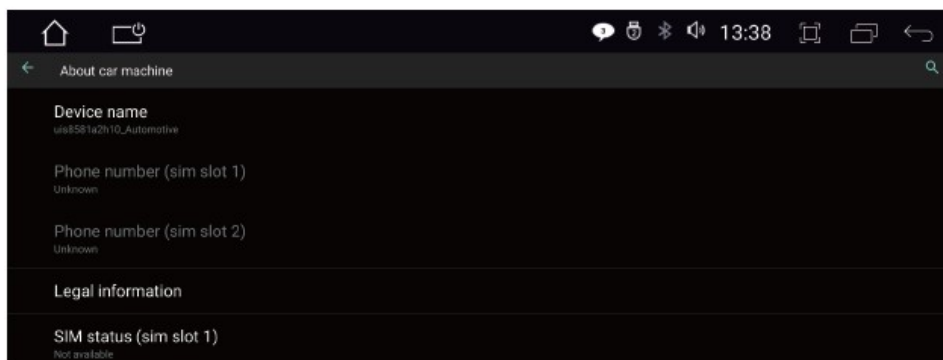 13:38
About car machine
Device name
uis8581a2h10_Automotive
Phone number (sim slot 1)
Unknown
Phone number (sim slot 2)
Unknown
Legal information
SIM status (sim slot 1)
Not available